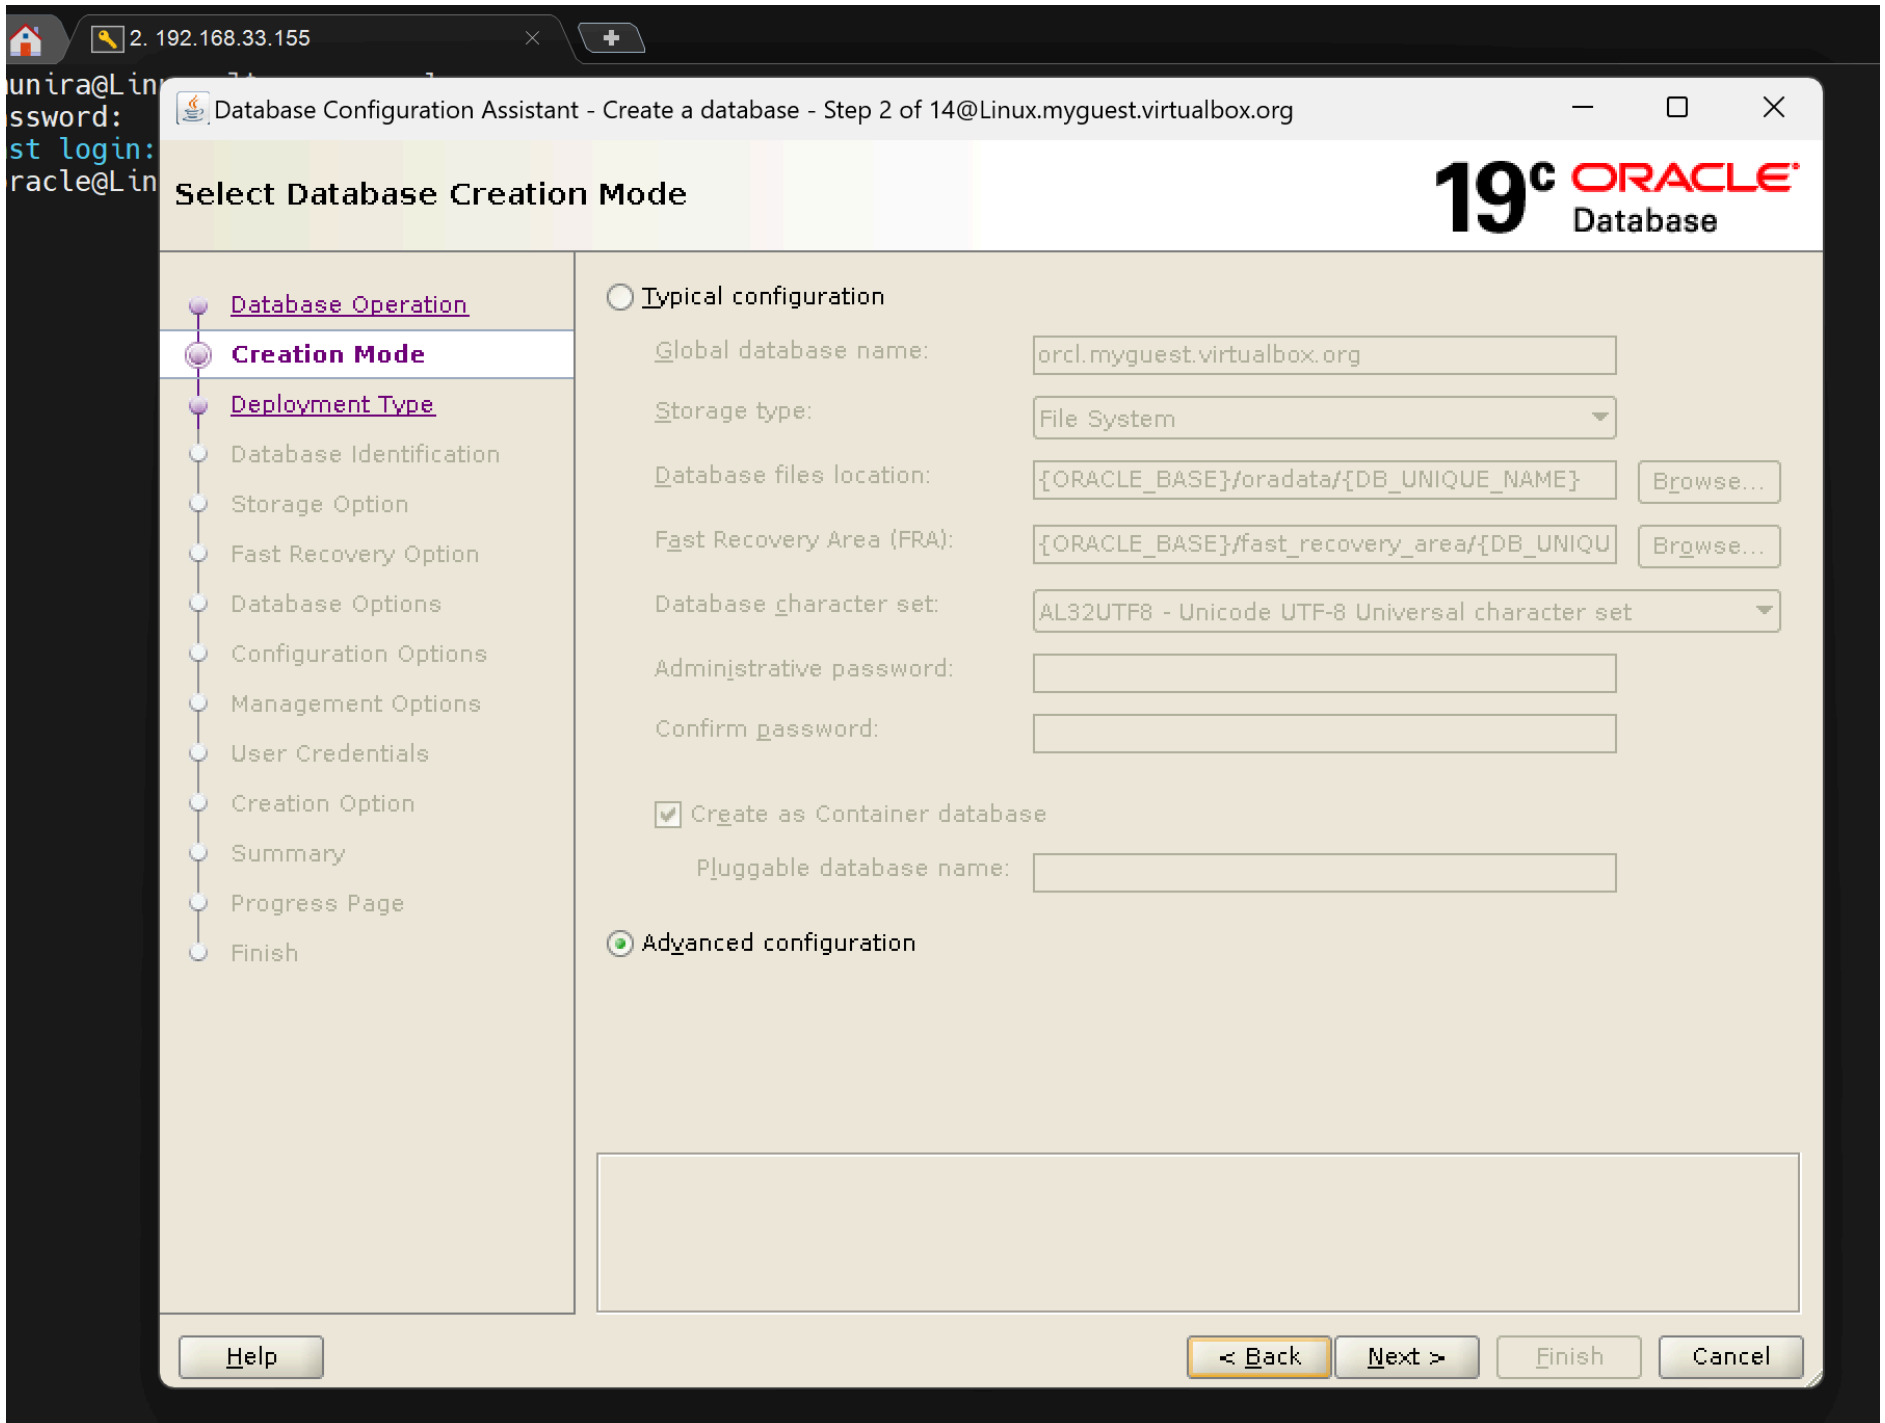 2. 192.168.33.155
unira@Lin
ssword:
st login:
racle@Lin
Database Configuration Assistant - Create a database - Step 2 of 14@Linux.myguest.virtualbox.org
Select Database Creation Mode
19c ORACLE
Database
Database Operation
Creation Mode
Deployment Type
Database Identification
Storage Option
Fast Recovery Option
Database Options
Configuration Options
Management Options
User Credentials
Creation Option
Summary
Progress Page
Finish
Typical configuration
Global database name: orcl.myguest.virtualbox.org
Storage type: File System
Database files location: {ORACLE_BASE}/oradata/{DB_UNIQUE_NAME} Browse...
Fast Recovery Area (FRA): {ORACLE_BASE}/fast_recovery_area/{DB_UNIQU Browse...
Database character set: AL32UTF8 - Unicode UTF-8 Universal character set
Administrative password:
Confirm password:
Create as Container database
Pluggable database name:
Advanced configuration
Help
< Back
Next >
Finish
Cancel